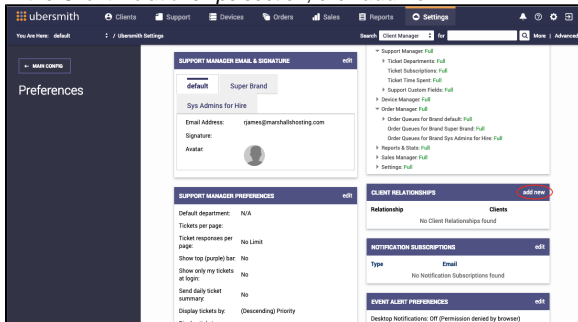 ubersmith Clients Support Devices Orders Sales Reports Settings
You Are Here: default / Ubersmith Settings Search Client Manager for More | Advanced
← MAIN CONFIG
Preferences
SUPPORT MANAGER EMAIL & SIGNATURE edit
default Super Brand
Sys Admins for Hire
Email Address: rjames@marshallshosting.com
Signature:
Avatar:
SUPPORT MANAGER PREFERENCES edit
Default department: N/A
Tickets per page:
Ticket responses per page: No Limit
Show top (purple) bar: No
Show only my tickets at login: No
Send daily ticket summary: No
Display tickets by: (Descending) Priority
Support Manager: Full
Ticket Departments: Full
Ticket Subscriptions: Full
Ticket Time Spent: Full
Support Custom Fields: Full
Device Manager: Full
Order Manager: Full
Order Queues for Brand default: Full
Order Queues for Brand Super Brand: Full
Order Queues for Brand Sys Admins for Hire: Full
Reports & Stats: Full
Sales Manager: Full
Settings: Full
CLIENT RELATIONSHIPS add new
Relationship Clients
No Client Relationships found
NOTIFICATION SUBSCRIPTIONS edit
Type Email
No Notification Subscriptions found
EVENT ALERT PREFERENCES edit
Desktop Notifications: Off (Permission denied by browser)